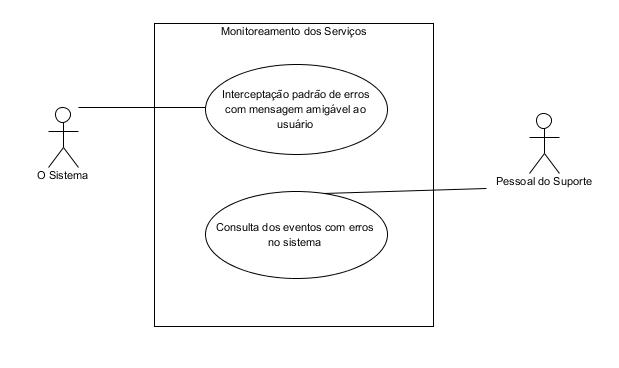 Monitoreamento dos Serviços
Interceptação padrão de erros
com mensagem amigável ao
usuário
O Sistema
Pessoal do Suporte
Consulta dos eventos com erros
no sistema